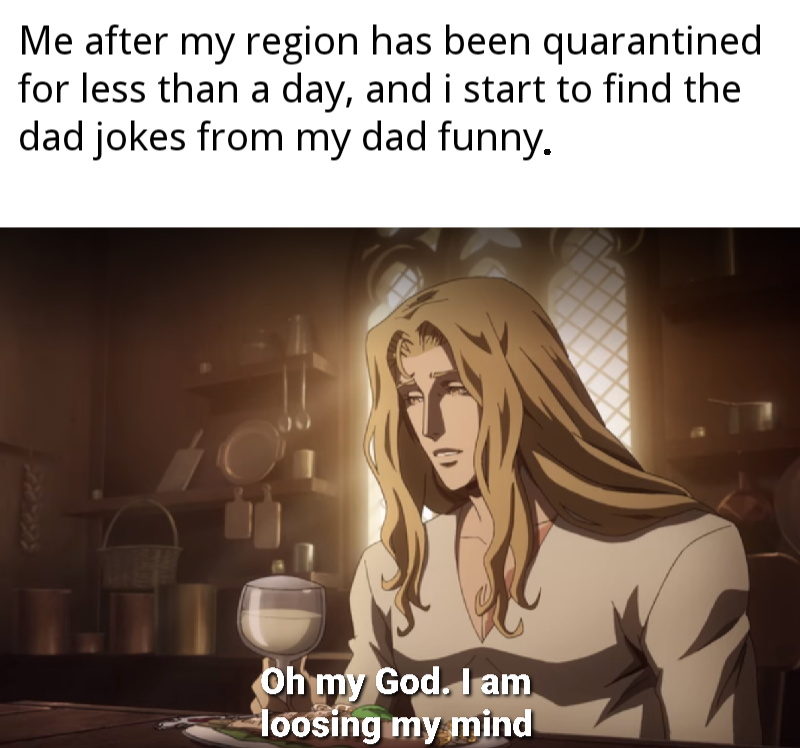 Me after my region has been quarantined
for less than a day, and i start to find the
dad jokes from my dad funny.
Oh my God. I am
loosing my mind